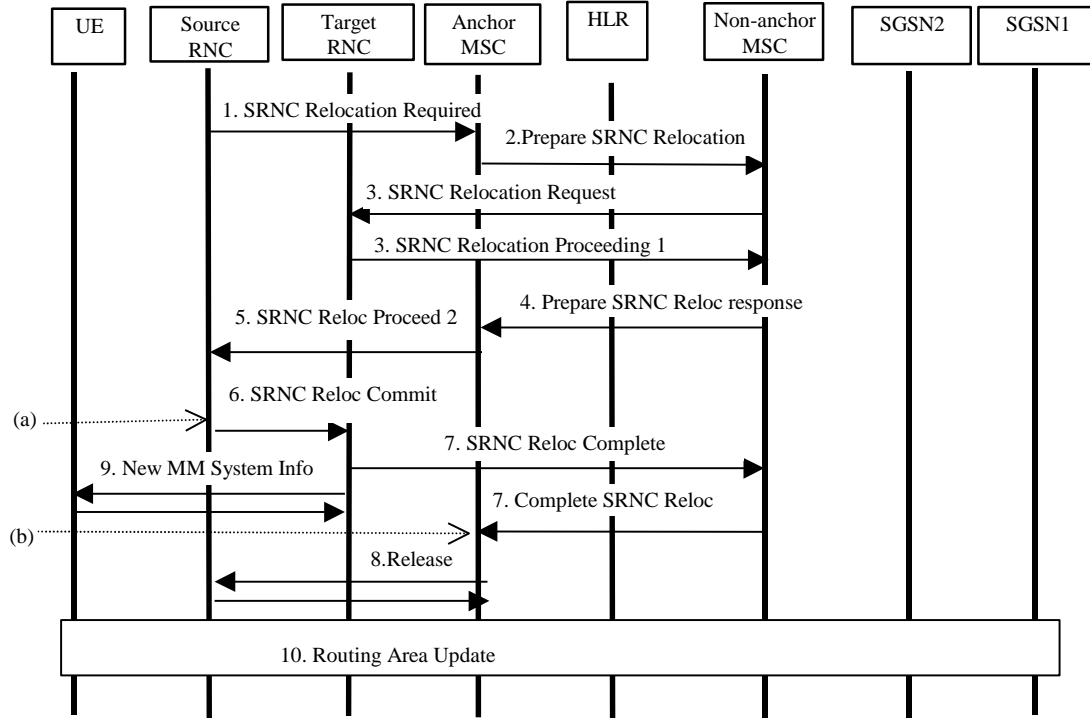 UE
Source
RNC
Target
RNC
Anchor
MSC
HLR
Non-anchor
MSC
SGSN2
SGSN1
1. SRNC Relocation Required
2.Prepare SRNC Relocation
3. SRNC Relocation Request
3. SRNC Relocation Proceeding 1
4. Prepare SRNC Reloc response
5. SRNC Reloc Proceed 2
6. SRNC Reloc Commit
(a)
7. SRNC Reloc Complete
9. New MM System Info
7. Complete SRNC Reloc
(b)
8.Release
10. Routing Area Update